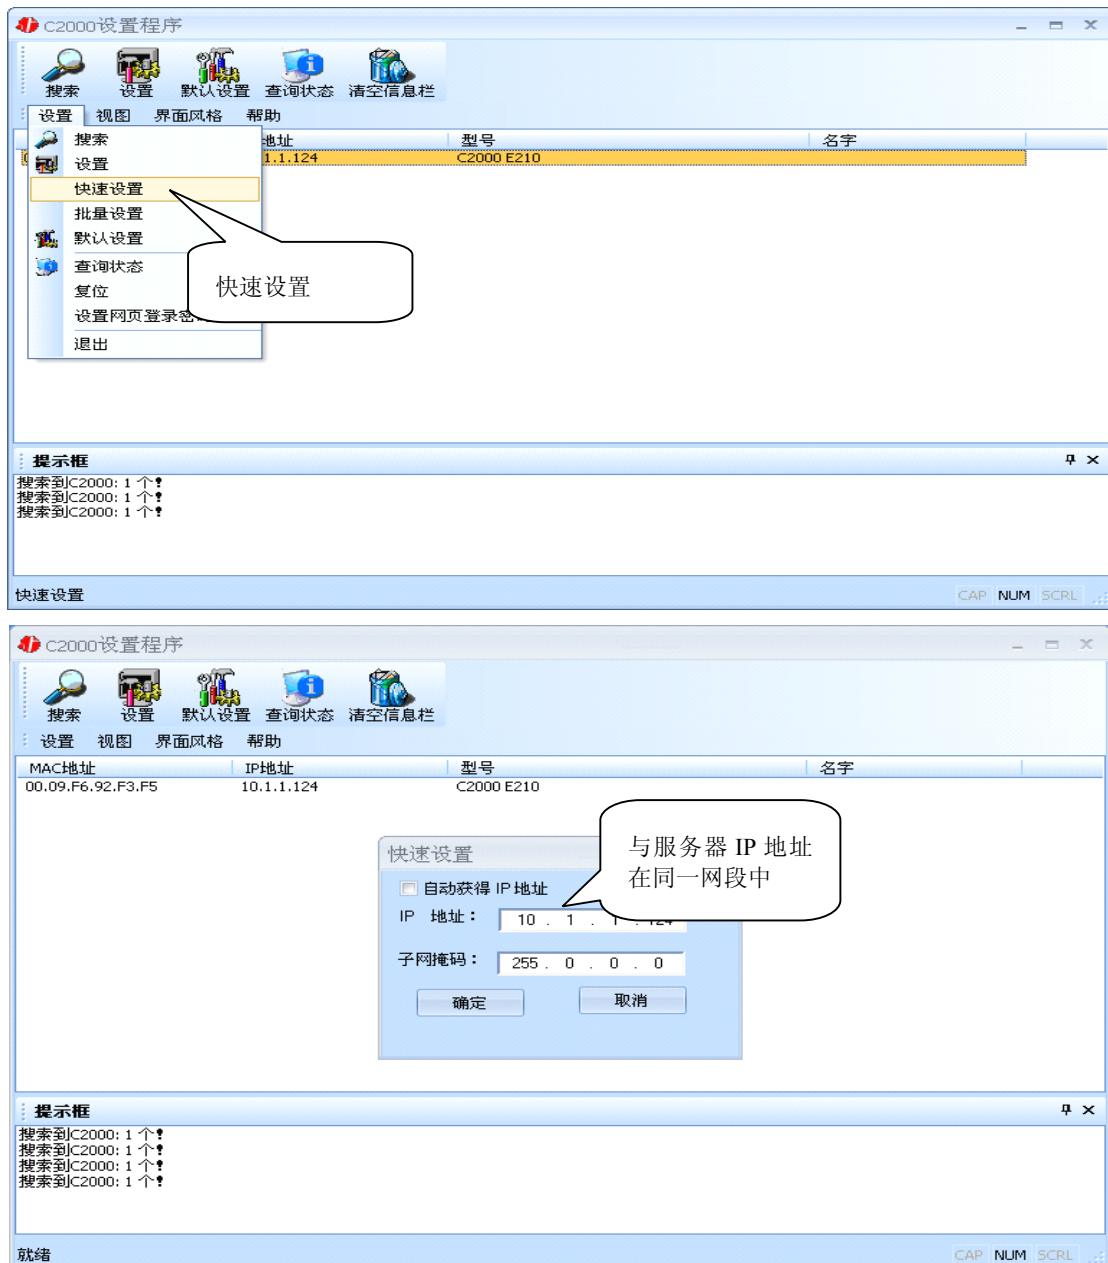 C2000设置程序
搜索 设置 默认设置 查询状态 清空信息栏
设置 视图 界面风格 帮助
地址 型号 名字
1.1.124 C2000 E210
搜索
设置
快速设置
批量设置
默认设置
查询状态
复位
设置网页登录密
退出
快速设置
提示框
搜索到C2000: 1 个!
搜索到C2000: 1 个!
搜索到C2000: 1 个!
快速设置 CAP NUM SCRL
C2000设置程序
搜索 设置 默认设置 查询状态 清空信息栏
设置 视图 界面风格 帮助
MAC地址 IP地址 型号 名字
00.09.F6.92.F3.F5 10.1.1.124 C2000 E210
与服务器 IP 地址
在同一网段中
快速设置
自动获得 IP 地址
IP 地址： 10 . 1 . 1 . 124
子网掩码： 255 . 0 . 0 . 0
确定 取消
提示框
搜索到C2000: 1 个!
搜索到C2000: 1 个!
搜索到C2000: 1 个!
搜索到C2000: 1 个!
就绪 CAP NUM SCRL